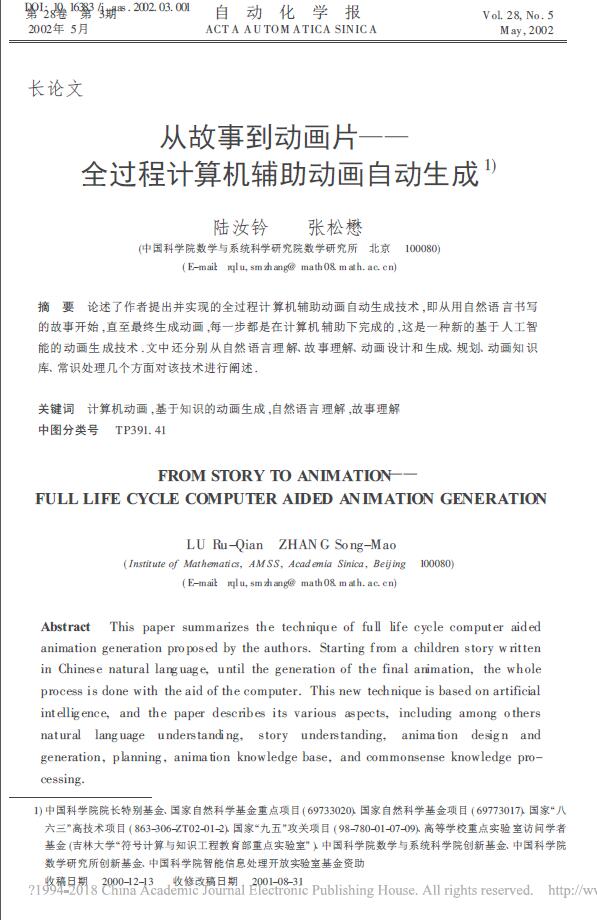 DOI: 10.16383/j.aas.2002.03.001
第 28卷 第 3期
自 动 化 学 报
Vol. 28, No. 5
2002年 5月
ACTA AUTOMATICA SINICA
May, 2002
长论文
从故事到动画片——
全过程计算机辅助动画自动生成 1)
陆汝钤 张松懋
(中国科学院数学与系统科学研究院数学研究所 北京 100080)
(E-mail: rqlu, smzhang@math08.math.ac.cn)
摘 要 论述了作者提出并实现的全过程计算机辅助动画自动生成技术,即从用自然语言书写
的故事开始,直至最终生成动画,每一步都是在计算机辅助下完成的,这是一种新的基于人工智
能的动画生成技术.文中还分别从自然语言理解、故事理解、动画设计和生成、规划、动画知识
库、常识处理几个方面对该技术进行阐述.
关键词 计算机动画,基于知识的动画生成,自然语言理解,故事理解
中图分类号 TP391.41
FROM STORY TO ANIMATION——
FULL LIFE CYCLE COMPUTER AIDED ANIMATION GENERATION
LU Ru-Qian ZHANG Song-Mao
(Institute of Mathematics, AMSS, Academia Sinica, Beijing 100080)
(E-mail: rqlu, smzhang@math08.math.ac.cn)
Abstract This paper summarizes the technique of full life cycle computer aided
animation generation proposed by the authors. Starting from a children story written
in Chinese natural language, until the generation of the final animation, the whole
process is done with the aid of the computer. This new technique is based on artificial
intelligence, and the paper describes its various aspects, including among others
natural language understanding, story understanding, animation design and
generation, planning, animation knowledge base, and commonsense knowledge pro-
cessing.
1) 中国科学院院长特别基金、国家自然科学基金重点项目(69733020)、国家自然科学基金项目(69773017)、国家“八
六三”高技术项目(863-306-ZT02-01-2)、国家“九五”攻关项目(98-780-01-07-09)、高等学校重点实验室访问学者
基金(吉林大学“符号计算与知识工程教育部重点实验室”)、中国科学院数学与系统科学院创新基金、中国科学院
数学研究所创新基金、中国科学院智能信息处理开放实验室基金资助
收稿日期 2000-12-13 收修改稿日期 2001-08-31
?1994-2018 China Academic Journal Electronic Publishing House. All rights reserved. http://ww